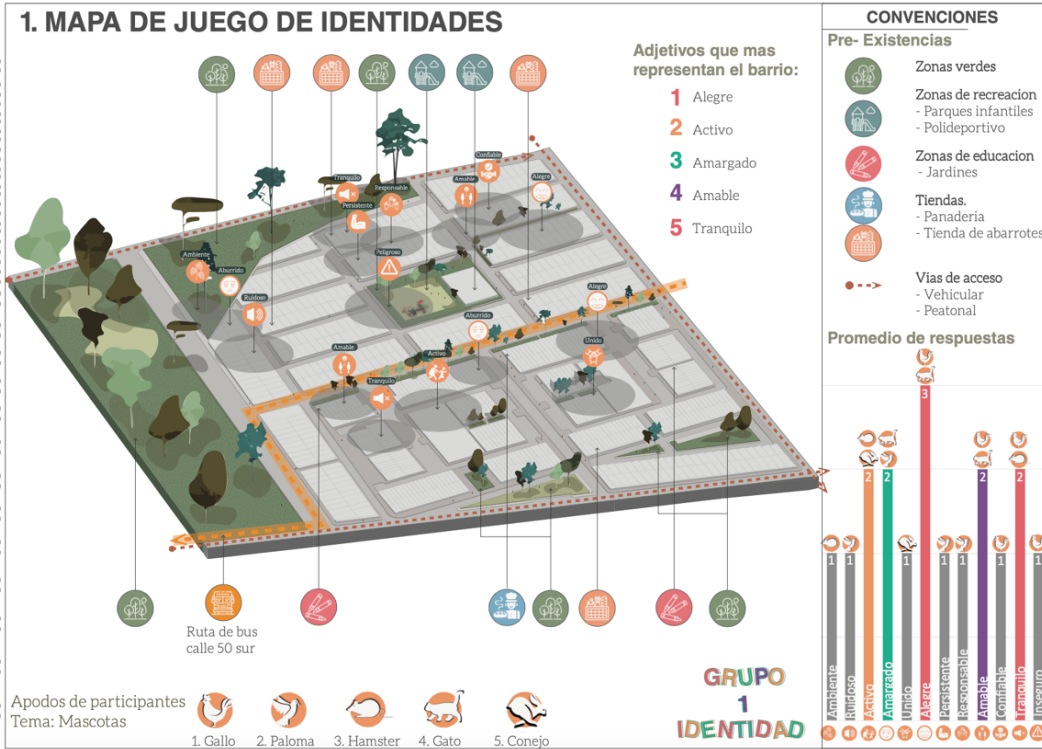 1. MAPA DE JUEGO DE IDENTIDADES
Adjetivos que mas
representan el barrio:
1 Alegre
2 Activo
3 Amargado
4 Amable
5 Tranquilo
CONVENCIONES
Pre- Existencias
Zonas verdes
Zonas de recreacion
- Parques infantiles
- Polideportivo
Zonas de educacion
- Jardines
Tiendas.
- Panaderia
- Tienda de abarrotes
Vias de acceso
- Vehicular
- Peatonal
Promedio de respuestas
3
2
2
2
2
1
1
1
1
1
1
1
Ambiente
Ruidoso
Activo
Amargado
Unido
Alegre
Persistente
Responsable
Amable
Confiable
Tranquilo
Inseguro
Confiable
Tranquilo
Amable
Alegre
Responsable
Persistente
Peligroso
Ambiente
Aburrido
Ruidoso
Alegre
Aburrido
Unido
Amable
Activo
Tranquilo
Ruta de bus
calle 50 sur
Apodos de participantes
Tema: Mascotas
1. Gallo
2. Paloma
3. Hamster
4. Gato
5. Conejo
GRUPO
1
IDENTIDAD